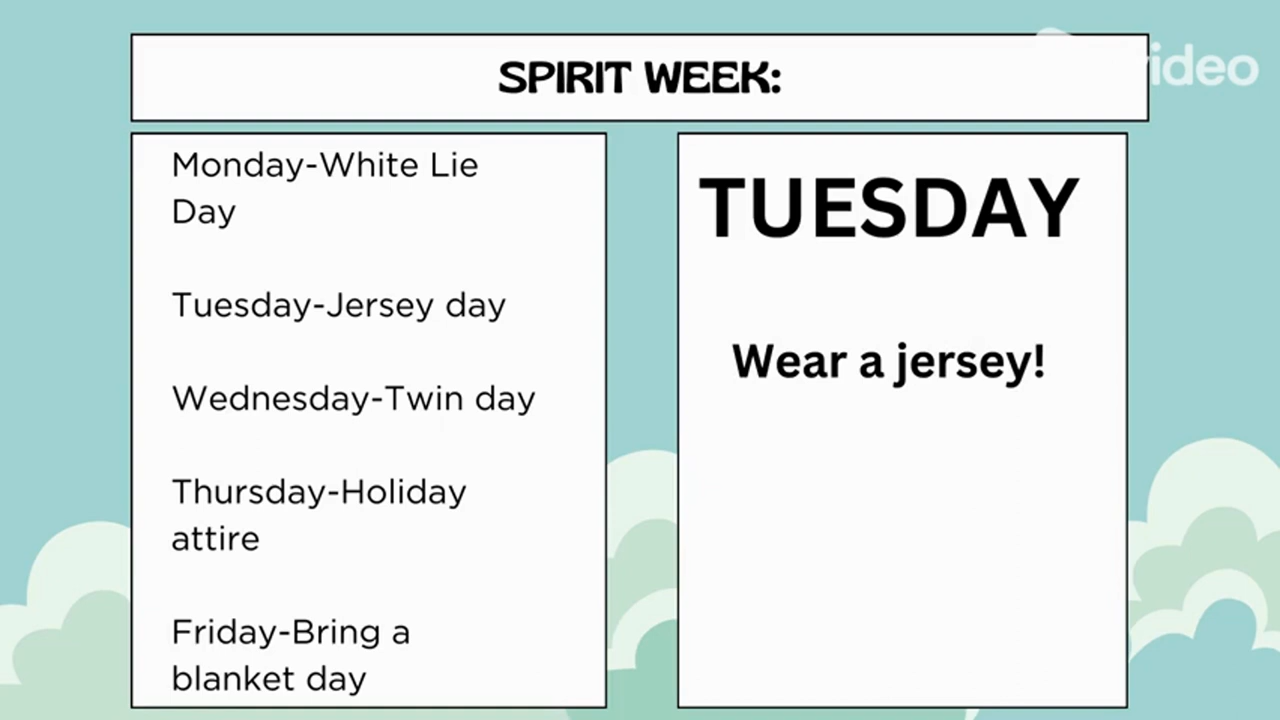 SPIRIT WEEK:
Monday-White Lie
Day
Tuesday-Jersey day
Wednesday-Twin day
Thursday-Holiday
attire
Friday-Bring a
blanket day
TUESDAY
Wear a jersey!